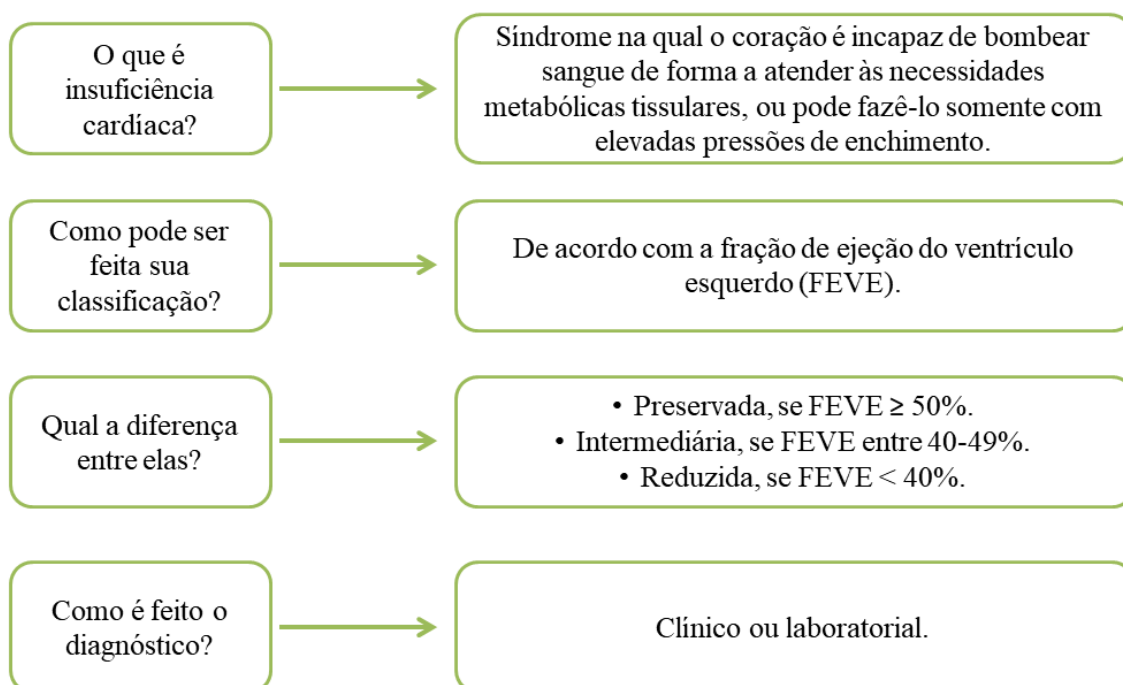 O que é
insuficiência
cardíaca?
Síndrome na qual o coração é incapaz de bombear
sangue de forma a atender às necessidades
metabólicas tissulares, ou pode fazê-lo somente com
elevadas pressões de enchimento.
Como pode ser
feita sua
classificação?
De acordo com a fração de ejeção do ventrículo
esquerdo (FEVE).
Qual a diferença
entre elas?
• Preservada, se FEVE ≥ 50%.
• Intermediária, se FEVE entre 40-49%.
• Reduzida, se FEVE < 40%.
Como é feito o
diagnóstico?
Clínico ou laboratorial.